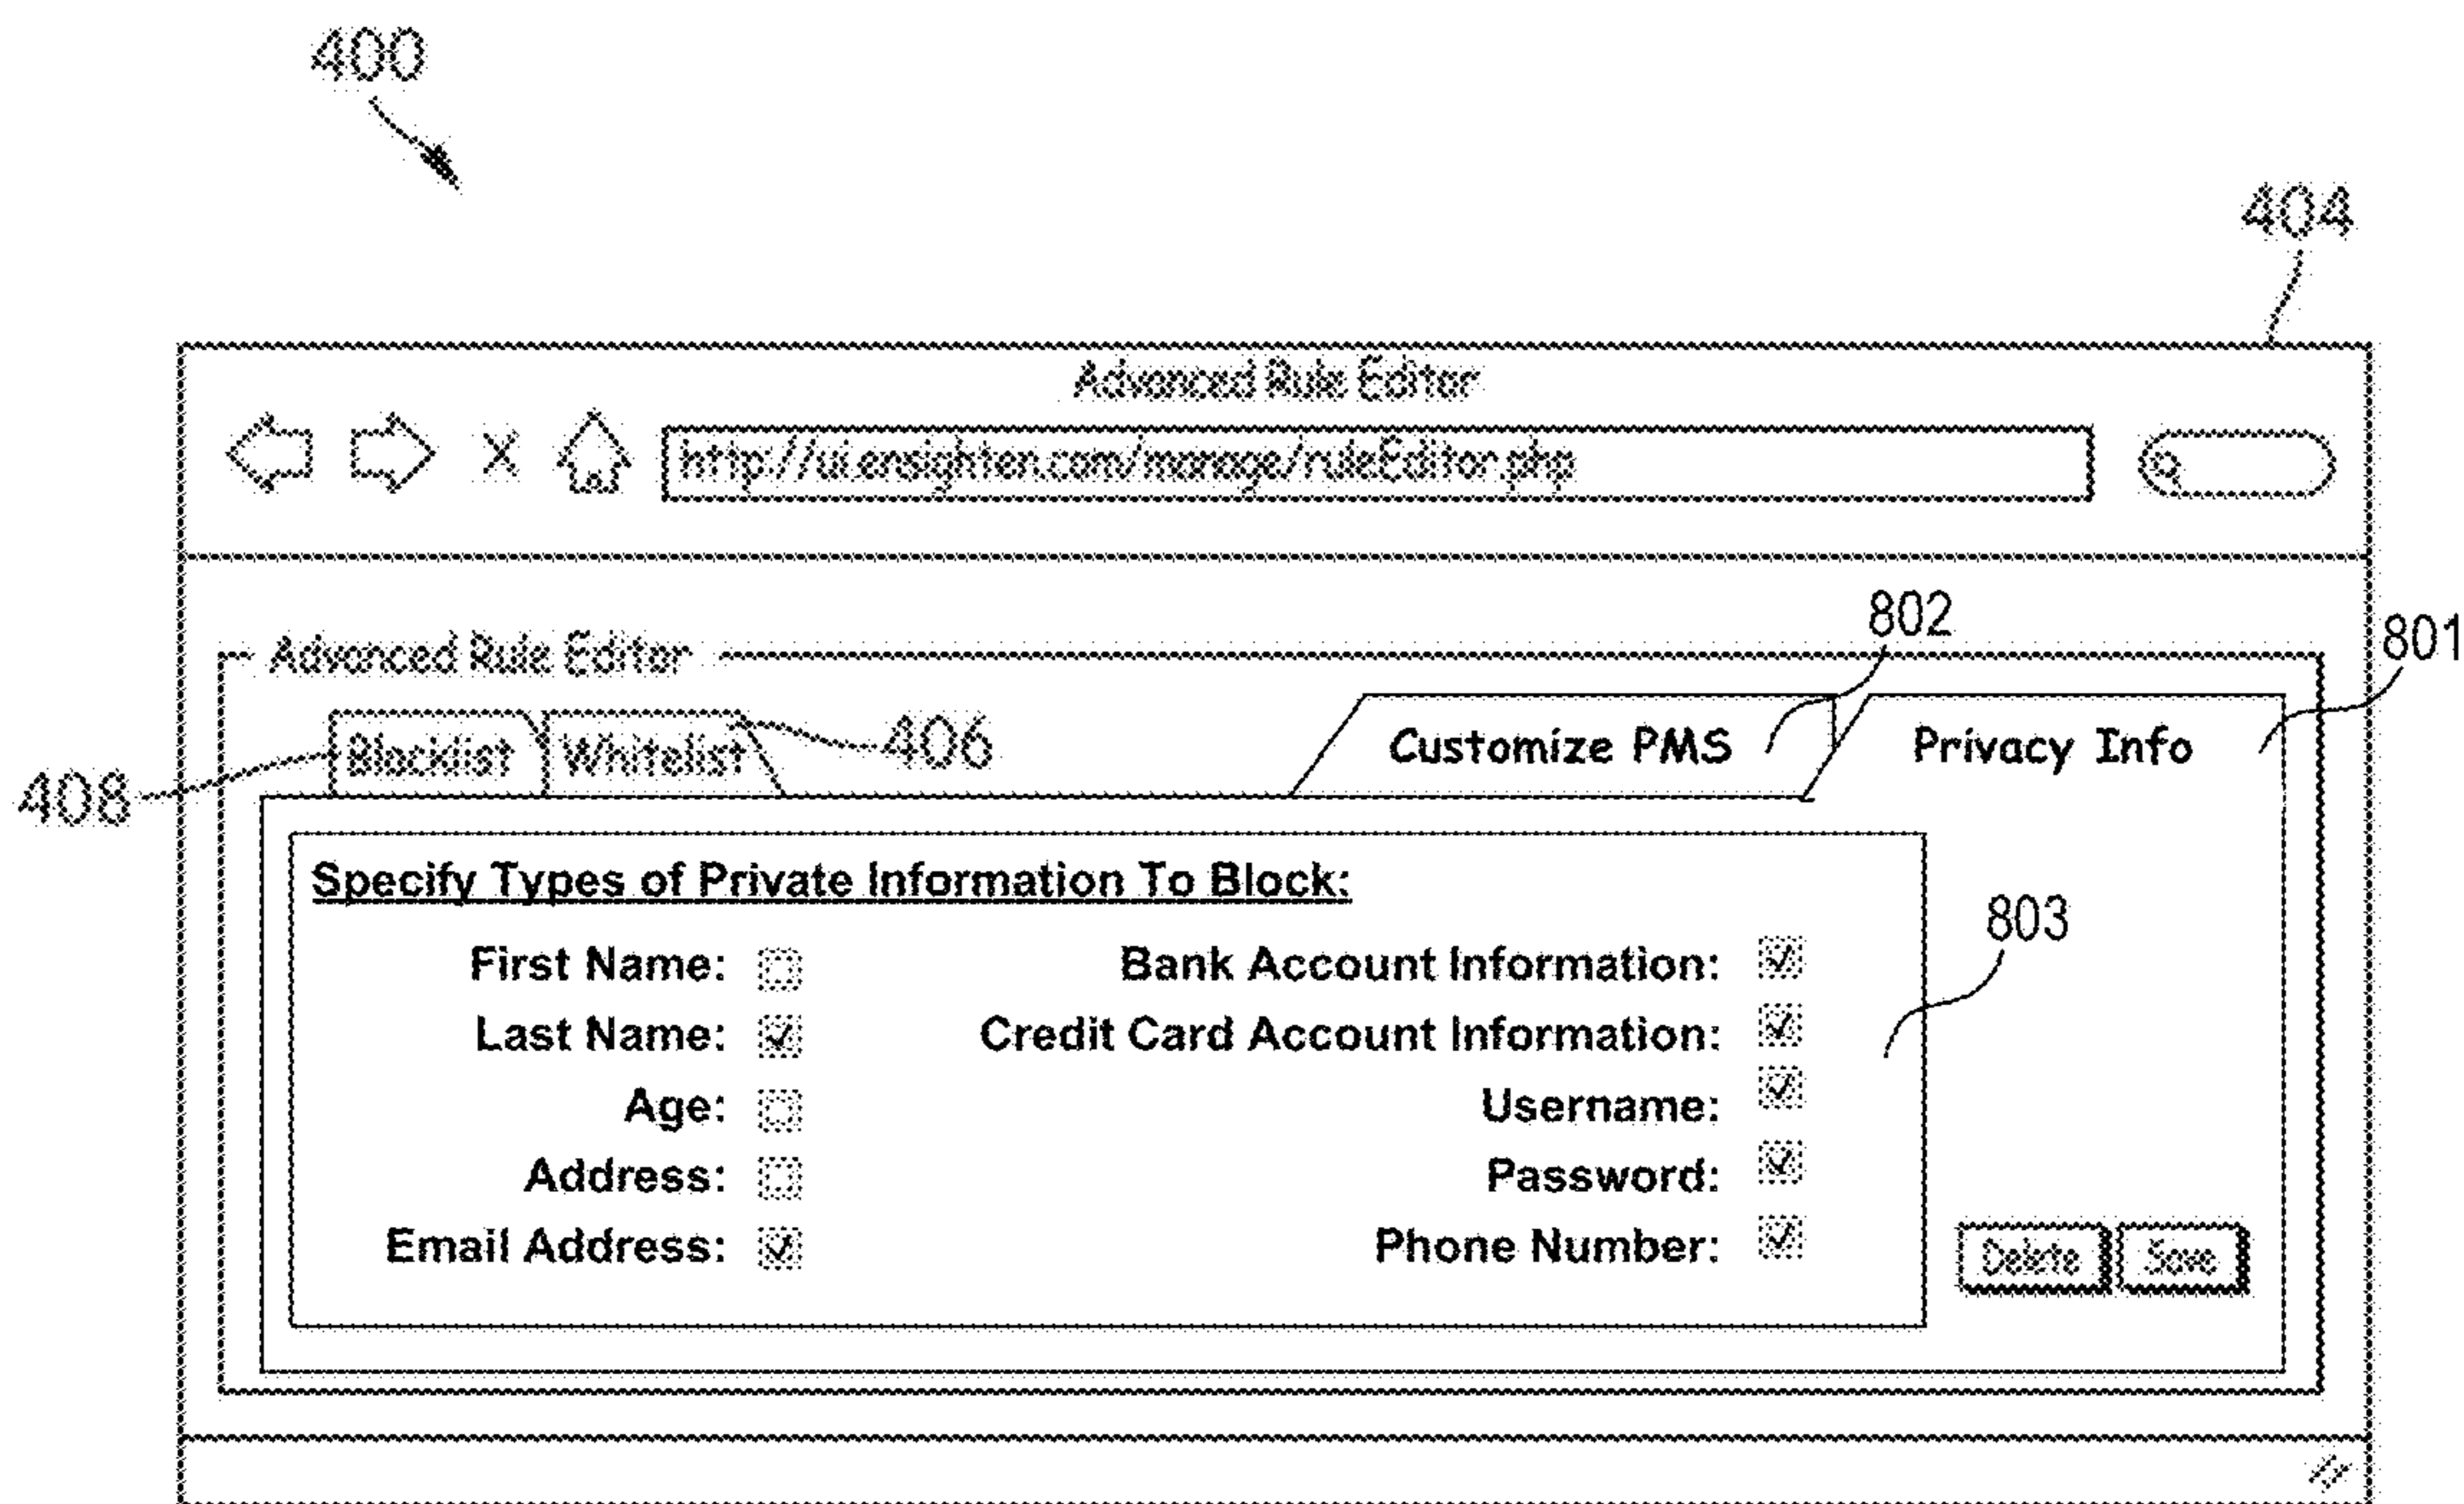 400
404
Advanced Rule Editor
http://ui.ensighten.com/manage/ruleEditor.php
802
801
Advanced Rule Editor
408
Blacklist
Whitelist
406
Customize PMS
Privacy Info
Specify Types of Private Information To Block:
803
First Name:
Bank Account Information:
Last Name:
Credit Card Account Information:
Age:
Username:
Address:
Password:
Email Address:
Phone Number:
Delete
Save